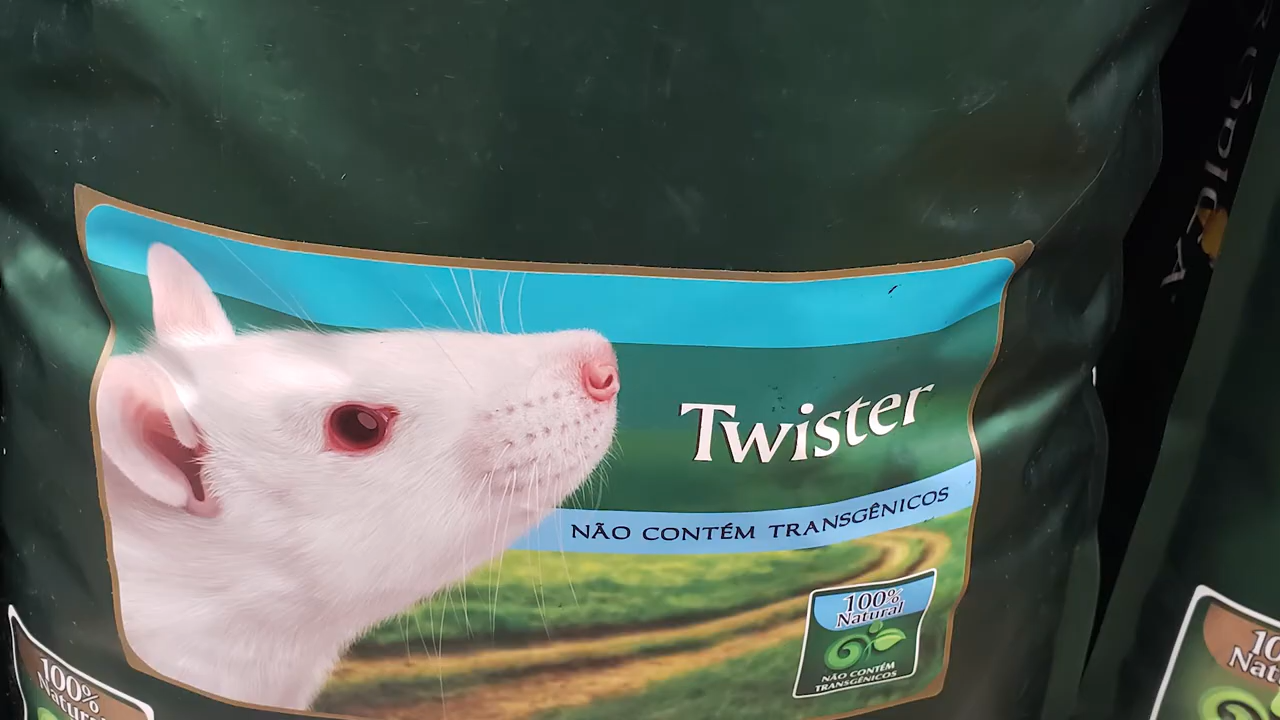 Twister
NÃO CONTÉM TRANSGÊNICOS
100%
Natural
NÃO CONTÉM
TRANSGÊNICOS
100%
Natural